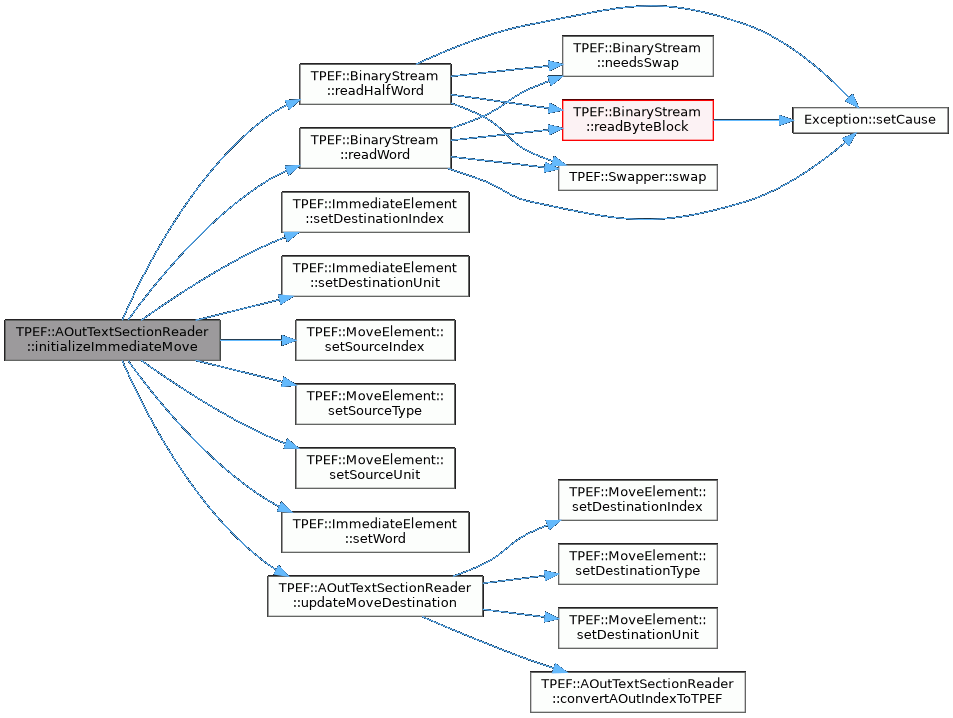 TPEF::AOutTextSectionReader
::initializeImmediateMove
TPEF::BinaryStream
::readHalfWord
TPEF::BinaryStream
::readWord
TPEF::ImmediateElement
::setDestinationIndex
TPEF::ImmediateElement
::setDestinationUnit
TPEF::MoveElement::
setSourceIndex
TPEF::MoveElement::
setSourceType
TPEF::MoveElement::
setSourceUnit
TPEF::ImmediateElement
::setWord
TPEF::AOutTextSectionReader
::updateMoveDestination
TPEF::BinaryStream
::needsSwap
TPEF::BinaryStream
::readByteBlock
TPEF::Swapper::swap
TPEF::MoveElement::
setDestinationIndex
TPEF::MoveElement::
setDestinationType
TPEF::MoveElement::
setDestinationUnit
TPEF::AOutTextSectionReader
::convertAOutIndexToTPEF
Exception::setCause